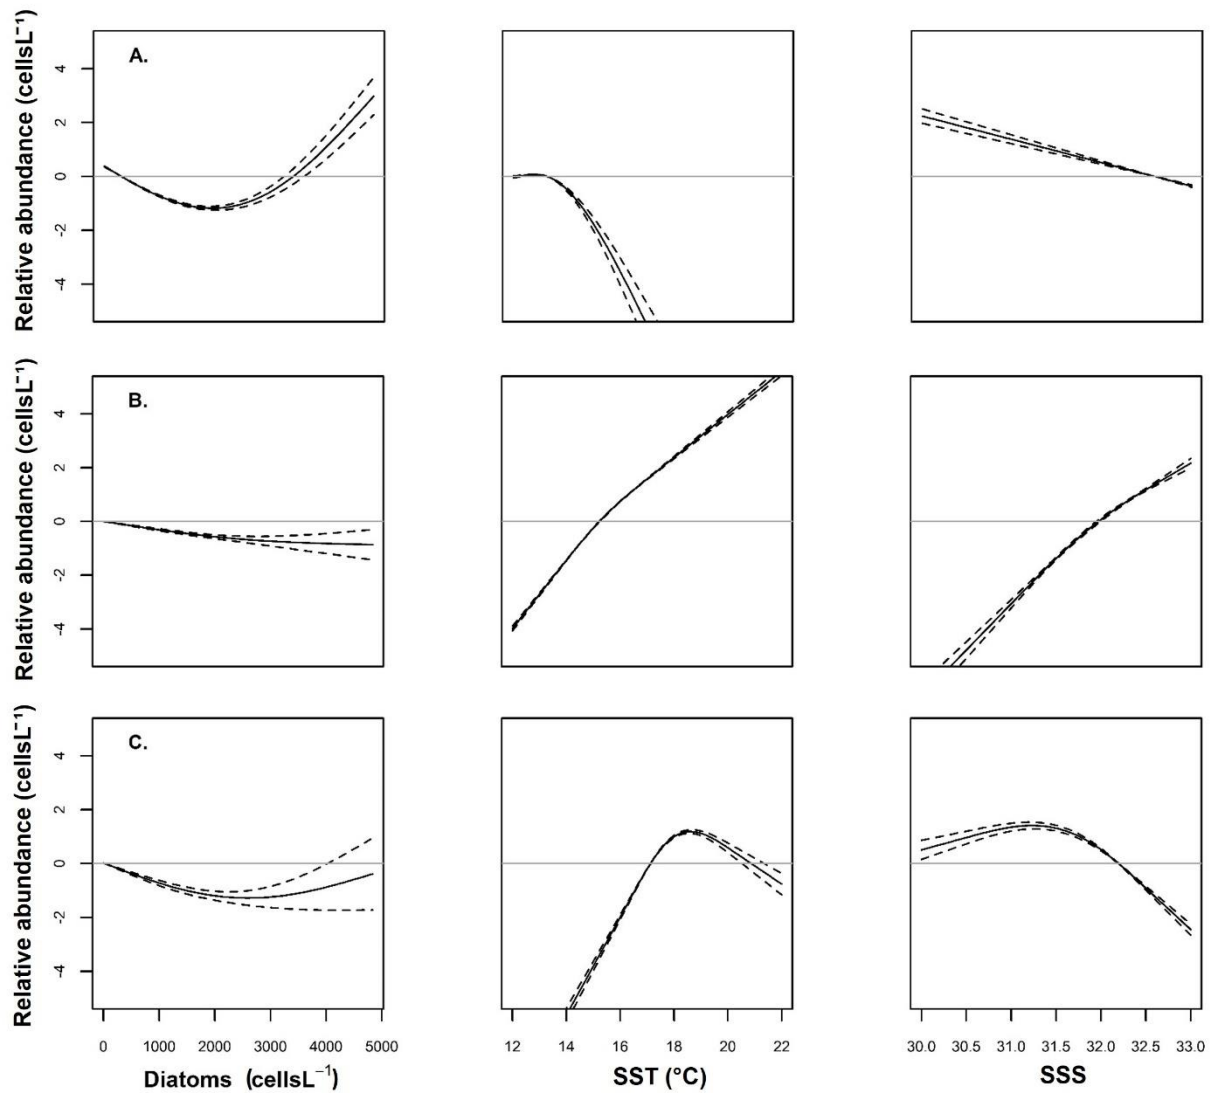 Relative abundance (cellsL⁻¹)
A.
4
2
0
-2
-4
Relative abundance (cellsL⁻¹)
B.
4
2
0
-2
-4
Relative abundance (cellsL⁻¹)
C.
4
2
0
-2
-4
0 1000 2000 3000 4000 5000
Diatoms (cellsL⁻¹)
12 14 16 18 20 22
SST (°C)
30.0 30.5 31.0 31.5 32.0 33.0
SSS